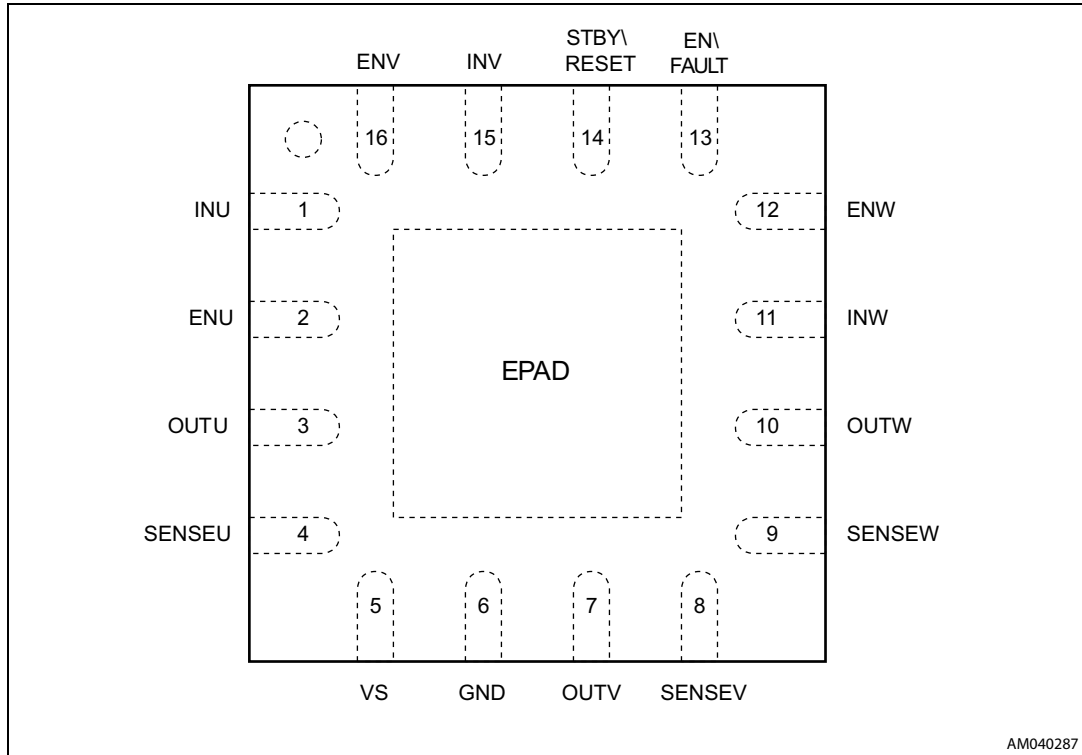 STBY\
RESET
EN\
FAULT
ENV
INV
16
15
14
13
INU
1
12
ENW
ENU
2
11
INW
EPAD
OUTU
3
10
OUTW
SENSEU
4
9
SENSEW
5
6
7
8
VS
GND
OUTV
SENSEV
AM040287